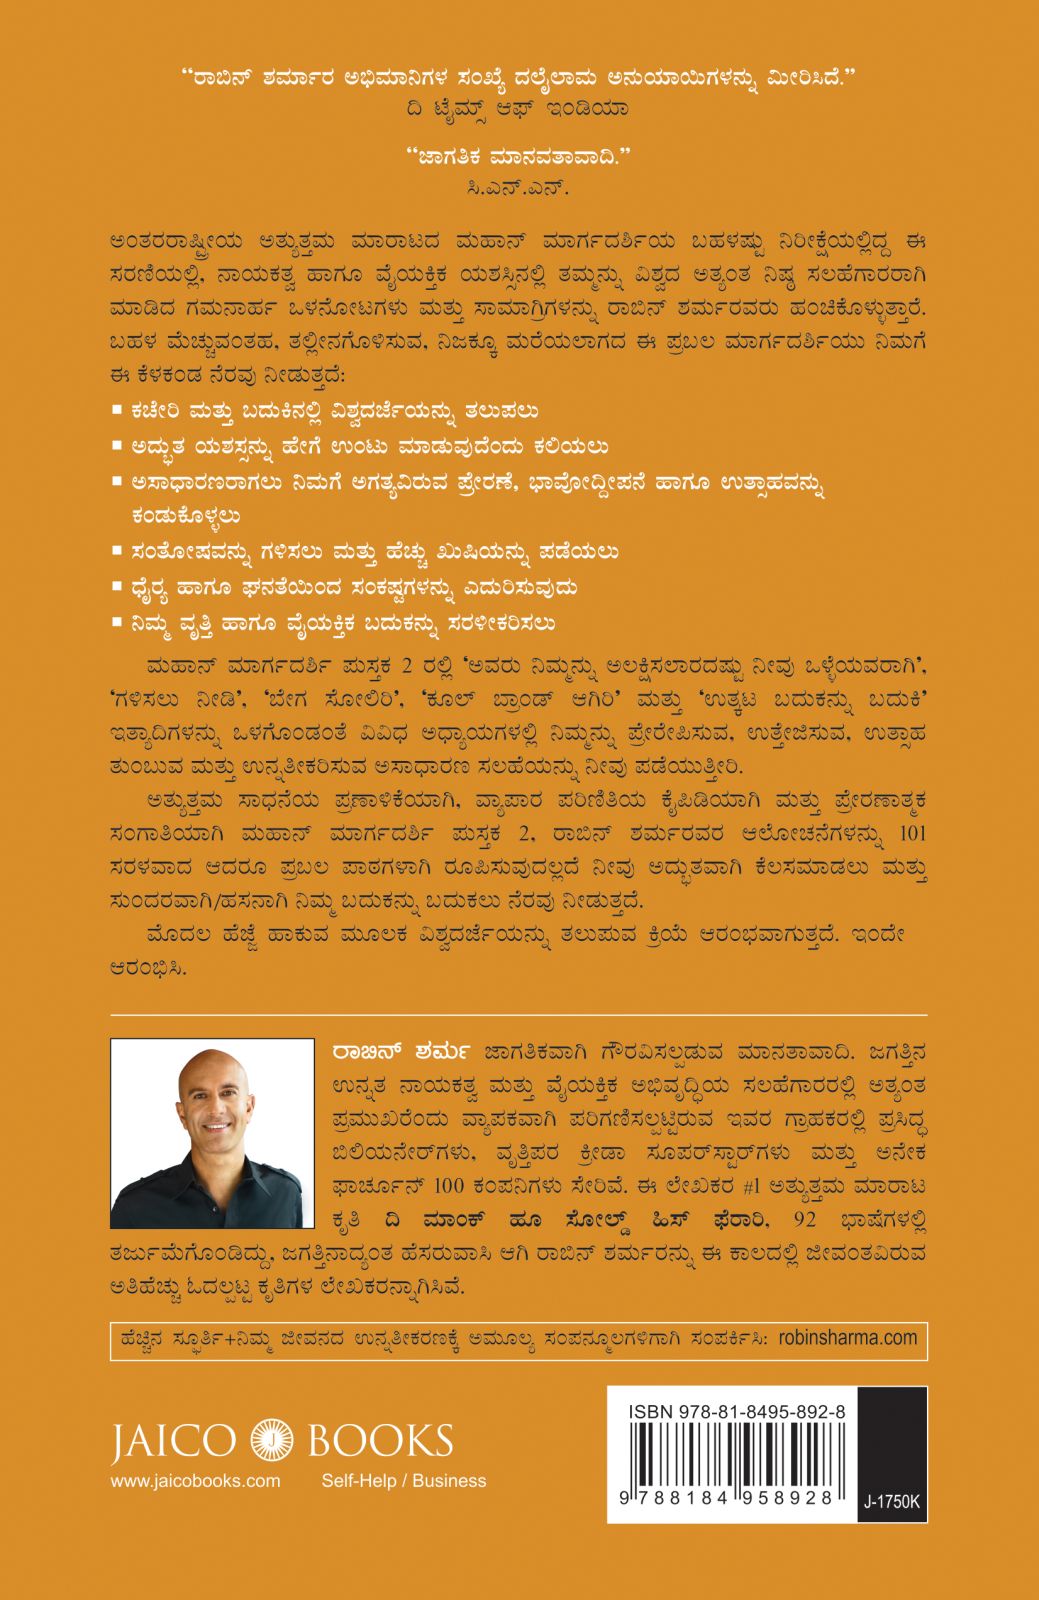 “ರಾಬಿನ್ ಶರ್ಮಾರ ಅಭಿಮಾನಿಗಳ ಸಂಖ್ಯೆ ದಲೈಲಾಮ ಅನುಯಾಯಿಗಳನ್ನು ಮೀರಿಸಿದೆ.”
ದಿ ಟೈಮ್ಸ್ ಆಫ್ ಇಂಡಿಯಾ
“ಜಾಗತಿಕ ಮಾನವತಾವಾದಿ.”
ಸಿ.ಎನ್.ಎನ್.
ಅಂತರರಾಷ್ಟ್ರೀಯ ಅತ್ಯುತ್ತಮ ಮಾರಾಟದ ಮಹಾನ್ ಮಾರ್ಗದರ್ಶಿಯ ಬಹಳಷ್ಟು ನಿರೀಕ್ಷೆಯಲ್ಲಿದ್ದ ಈ
ಸರಣಿಯಲ್ಲಿ, ನಾಯಕತ್ವ ಹಾಗೂ ವೈಯಕ್ತಿಕ ಯಶಸ್ಸಿನಲ್ಲಿ ತಮ್ಮನ್ನು ವಿಶ್ವದ ಅತ್ಯಂತ ನಿಷ್ಠ ಸಲಹೆಗಾರರಾಗಿ
ಮಾಡಿದ ಗಮನಾರ್ಹ ಒಳನೋಟಗಳು ಮತ್ತು ಸಾಮಾಗ್ರಿಗಳನ್ನು ರಾಬಿನ್ ಶರ್ಮರವರು ಹಂಚಿಕೊಳ್ಳುತ್ತಾರೆ.
ಬಹಳ ಮೆಚ್ಚುವಂತಹ, ತಲ್ಲೀನಗೊಳಿಸುವ, ನಿಜಕ್ಕೂ ಮರೆಯಲಾಗದ ಈ ಪ್ರಬಲ ಮಾರ್ಗದರ್ಶಿಯು ನಿಮಗೆ
ಈ ಕೆಳಕಂಡ ನೆರವು ನೀಡುತ್ತದೆ:
▪ ಕಚೇರಿ ಮತ್ತು ಬದುಕಿನಲ್ಲಿ ವಿಶ್ವದರ್ಜೆಯನ್ನು ತಲುಪಲು
▪ ಅದ್ಭುತ ಯಶಸ್ಸನ್ನು ಹೇಗೆ ಉಂಟು ಮಾಡುವುದೆಂದು ಕಲಿಯಲು
▪ ಅಸಾಧಾರಣರಾಗಲು ನಿಮಗೆ ಅಗತ್ಯವಿರುವ ಪ್ರೇರಣೆ, ಭಾವೋದ್ದೀಪನೆ ಹಾಗೂ ಉತ್ಸಾಹವನ್ನು
ಕಂಡುಕೊಳ್ಳಲು
▪ ಸಂತೋಷವನ್ನು ಗಳಿಸಲು ಮತ್ತು ಹೆಚ್ಚು ಖುಷಿಯನ್ನು ಪಡೆಯಲು
▪ ಧೈರ್‍ಯ ಹಾಗೂ ಘನತೆಯಿಂದ ಸಂಕಷ್ಟಗಳನ್ನು ಎದುರಿಸುವುದು
▪ ನಿಮ್ಮ ವೃತ್ತಿ ಹಾಗೂ ವೈಯಕ್ತಿಕ ಬದುಕನ್ನು ಸರಳೀಕರಿಸಲು
ಮಹಾನ್ ಮಾರ್ಗದರ್ಶಿ ಪುಸ್ತಕ 2 ರಲ್ಲಿ ‘ಅವರು ನಿಮ್ಮನ್ನು ಅಲಕ್ಷಿಸಲಾರದಷ್ಟು ನೀವು ಒಳ್ಳೆಯವರಾಗಿ’,
‘ಗಳಿಸಲು ನೀಡಿ’, ‘ಬೇಗ ಸೋಲಿರಿ’, ‘ಕೂಲ್ ಬ್ರಾಂಡ್ ಆಗಿರಿ’ ಮತ್ತು ‘ಉತ್ಕಟ ಬದುಕನ್ನು ಬದುಕಿ’
ಇತ್ಯಾದಿಗಳನ್ನು ಒಳಗೊಂಡಂತೆ ವಿವಿಧ ಅಧ್ಯಾಯಗಳಲ್ಲಿ ನಿಮ್ಮನ್ನು ಪ್ರೇರೇಪಿಸುವ, ಉತ್ತೇಜಿಸುವ, ಉತ್ಸಾಹ
ತುಂಬುವ ಮತ್ತು ಉನ್ನತೀಕರಿಸುವ ಅಸಾಧಾರಣ ಸಲಹೆಯನ್ನು ನೀವು ಪಡೆಯುತ್ತೀರಿ.
ಅತ್ಯುತ್ತಮ ಸಾಧನೆಯ ಪ್ರಣಾಳಿಕೆಯಾಗಿ, ವ್ಯಾಪಾರ ಪರಿಣಿತಿಯ ಕೈಪಿಡಿಯಾಗಿ ಮತ್ತು ಪ್ರೇರಣಾತ್ಮಕ
ಸಂಗಾತಿಯಾಗಿ ಮಹಾನ್ ಮಾರ್ಗದರ್ಶಿ ಪುಸ್ತಕ 2, ರಾಬಿನ್ ಶರ್ಮರವರ ಆಲೋಚನೆಗಳನ್ನು 101
ಸರಳವಾದ ಆದರೂ ಪ್ರಬಲ ಪಾಠಗಳಾಗಿ ರೂಪಿಸುವುದಲ್ಲದೆ ನೀವು ಅದ್ಭುತವಾಗಿ ಕೆಲಸಮಾಡಲು ಮತ್ತು
ಸುಂದರವಾಗಿ/ಹಸನಾಗಿ ನಿಮ್ಮ ಬದುಕನ್ನು ಬದುಕಲು ನೆರವು ನೀಡುತ್ತದೆ.
ಮೊದಲ ಹೆಜ್ಜೆ ಹಾಕುವ ಮೂಲಕ ವಿಶ್ವದರ್ಜೆಯನ್ನು ತಲುಪುವ ಕ್ರಿಯೆ ಆರಂಭವಾಗುತ್ತದೆ. ಇಂದೇ
ಆರಂಭಿಸಿ.
ರಾಬಿನ್ ಶರ್ಮ ಜಾಗತಿಕವಾಗಿ ಗೌರವಿಸಲ್ಪಡುವ ಮಾನತಾವಾದಿ. ಜಗತ್ತಿನ
ಉನ್ನತ ನಾಯಕತ್ವ ಮತ್ತು ವೈಯಕ್ತಿಕ ಅಭಿವೃದ್ಧಿಯ ಸಲಹೆಗಾರರಲ್ಲಿ ಅತ್ಯಂತ
ಪ್ರಮುಖರೆಂದು ವ್ಯಾಪಕವಾಗಿ ಪರಿಗಣಿಸಲ್ಪಟ್ಟಿರುವ ಇವರ ಗ್ರಾಹಕರಲ್ಲಿ ಪ್ರಸಿದ್ಧ
ಬಿಲಿಯನೇರ್‌ಗಳು, ವೃತ್ತಿಪರ ಕ್ರೀಡಾ ಸೂಪರ್‌ಸ್ಟಾರ್‌ಗಳು ಮತ್ತು ಅನೇಕ
ಫಾರ್ಚೂನ್ 100 ಕಂಪನಿಗಳು ಸೇರಿವೆ. ಈ ಲೇಖಕರ #1 ಅತ್ಯುತ್ತಮ ಮಾರಾಟ
ಕೃತಿ ದಿ ಮಾಂಕ್ ಹೂ ಸೋಲ್ಡ್ ಹಿಸ್ ಫೆರಾರಿ, 92 ಭಾಷೆಗಳಲ್ಲಿ
ತರ್ಜುಮೆಗೊಂಡಿದ್ದು, ಜಗತ್ತಿನಾದ್ಯಂತ ಹೆಸರುವಾಸಿ ಆಗಿ ರಾಬಿನ್ ಶರ್ಮರನ್ನು ಈ ಕಾಲದಲ್ಲಿ ಜೀವಂತವಿರುವ
ಅತಿಹೆಚ್ಚು ಓದಲ್ಪಟ್ಟ ಕೃತಿಗಳ ಲೇಖಕರನ್ನಾಗಿಸಿವೆ.
ಹೆಚ್ಚಿನ ಸ್ಫೂರ್ತಿ+ನಿಮ್ಮ ಜೀವನದ ಉನ್ನತೀಕರಣಕ್ಕೆ ಅಮೂಲ್ಯ ಸಂಪನ್ಮೂಲಗಳಿಗಾಗಿ ಸಂಪರ್ಕಿಸಿ: robinsharma.com
JAICO J BOOKS
www.jaicobooks.com Self-Help / Business
ISBN 978-81-8495-892-8
9 788184 958928
J-1750K